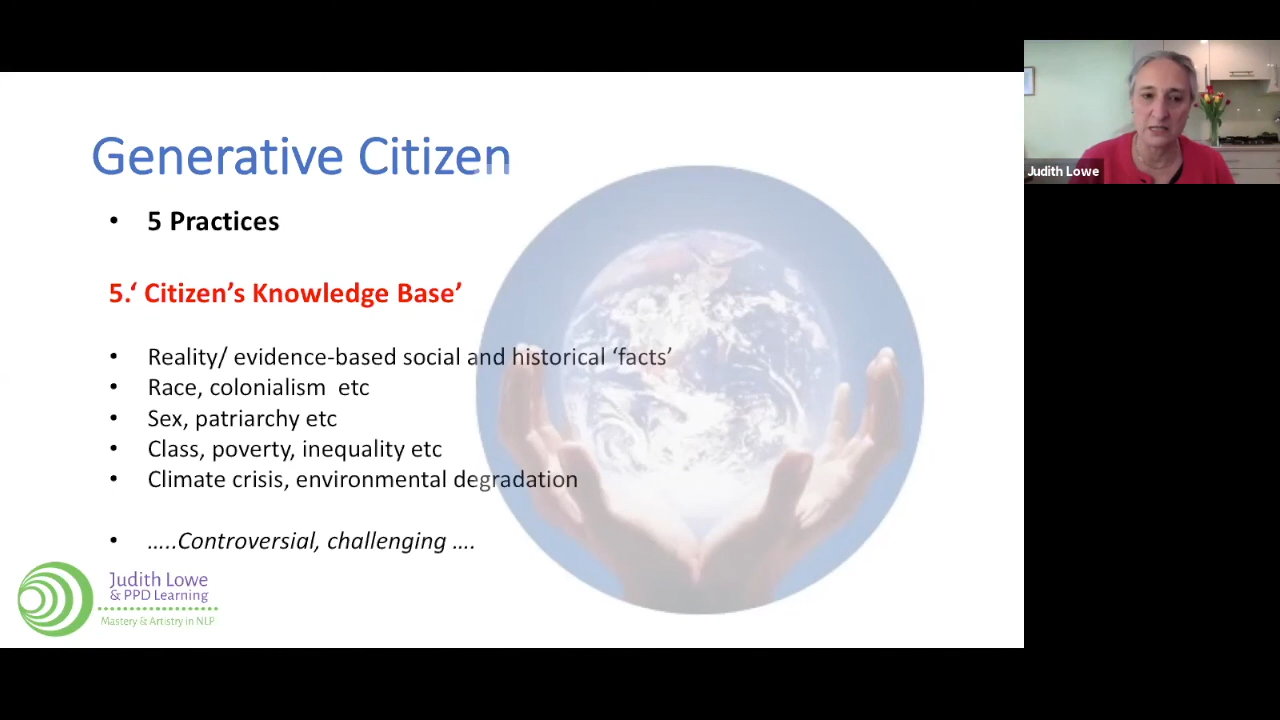 Generative Citizen
• 5 Practices
5.‘ Citizen’s Knowledge Base’
• Reality/ evidence-based social and historical ‘facts’
• Race, colonialism  etc
• Sex, patriarchy etc
• Class, poverty, inequality etc
• Climate crisis, environmental degradation
• …..Controversial, challenging ….
Judith Lowe
& PPD Learning
Mastery & Artistry in NLP
Judith Lowe